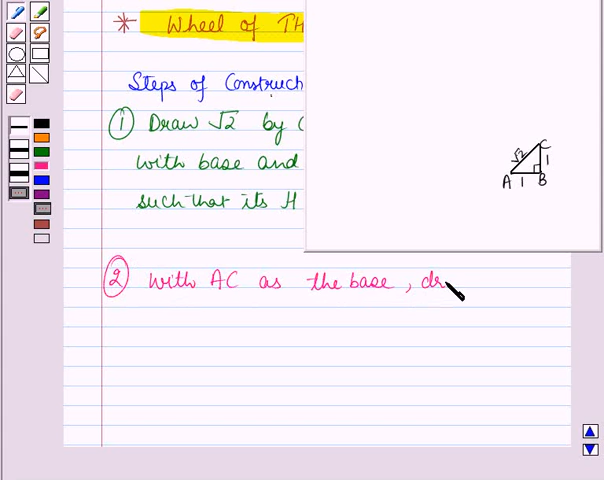 * Wheel of TH
Steps of Construct
① Draw √2 by C
with base and
such that its H
② With AC as the base, dr
√2
C
1
A 1 B